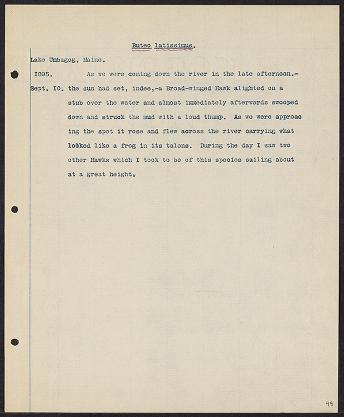 Buteo latissimus.
Lake Umbagog, Maine.
1895. As we were coming down the river in the late afternoon.-
Sept. 10. the sun had set, indee,-a Broad-winged Hawk alighted on a
stub over the water and almost immediately afterwards swooped
down and struck the mud with a loud thump. As we were approac
ing the spot it rose and flew across the river carrying what
looked like a frog in its talons. During the day I saw two
other Hawks which I took to be of this species sailing about
at a great height.